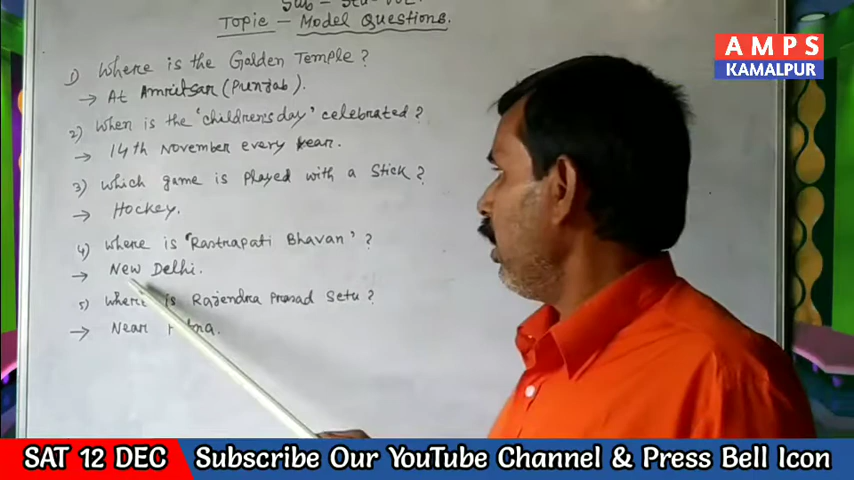 Topic - Model Questions.
1) Where is the Golden Temple ?
→ At Amritsar (Punjab).
2) When is the 'children's day' celebrated ?
→ 14th November every year.
3) Which game is played with a Stick ?
→ Hockey.
4) Where is 'Rastrapati Bhavan' ?
→ New Delhi.
5) Where is Rajendra Prasad Setu ?
→ Near
AMPS
KAMALPUR
SAT 12 DEC Subscribe Our YouTube Channel & Press Bell Icon